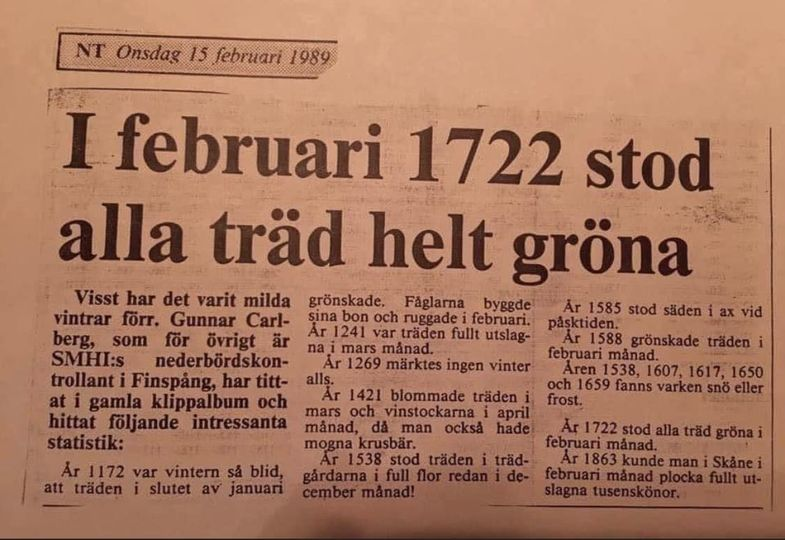 NT Onsdag 15 februari 1989
I februari 1722 stod
alla träd helt gröna
Visst har det varit milda
vintrar förr. Gunnar Carl-
berg, som för övrigt är
SMHI:s nederbördskon-
trollant i Finspång, har titt-
at i gamla klippalbum och
hittat följande intressanta
statistik:
År 1172 var vintern så blid,
att träden i slutet av januari
grönskade. Fåglarna byggde
sina bon och ruggade i februari.
År 1241 var träden fullt utslag-
na i mars månad.
År 1269 märktes ingen vinter
alls.
År 1421 blommade träden i
mars och vinstockarna i april
månad, då man också hade
mogna krusbär.
År 1538 stod träden i träd-
gårdarna i full flor redan i de-
cember månad!
År 1585 stod säden i ax vid
påsktiden.
År 1588 grönskade träden i
februari månad.
Åren 1538, 1607, 1617, 1650
och 1659 fanns varken snö eller
frost.
År 1722 stod alla träd gröna i
februari månad.
År 1863 kunde man i Skåne i
februari månad plocka fullt ut-
slagna tusenskönor.